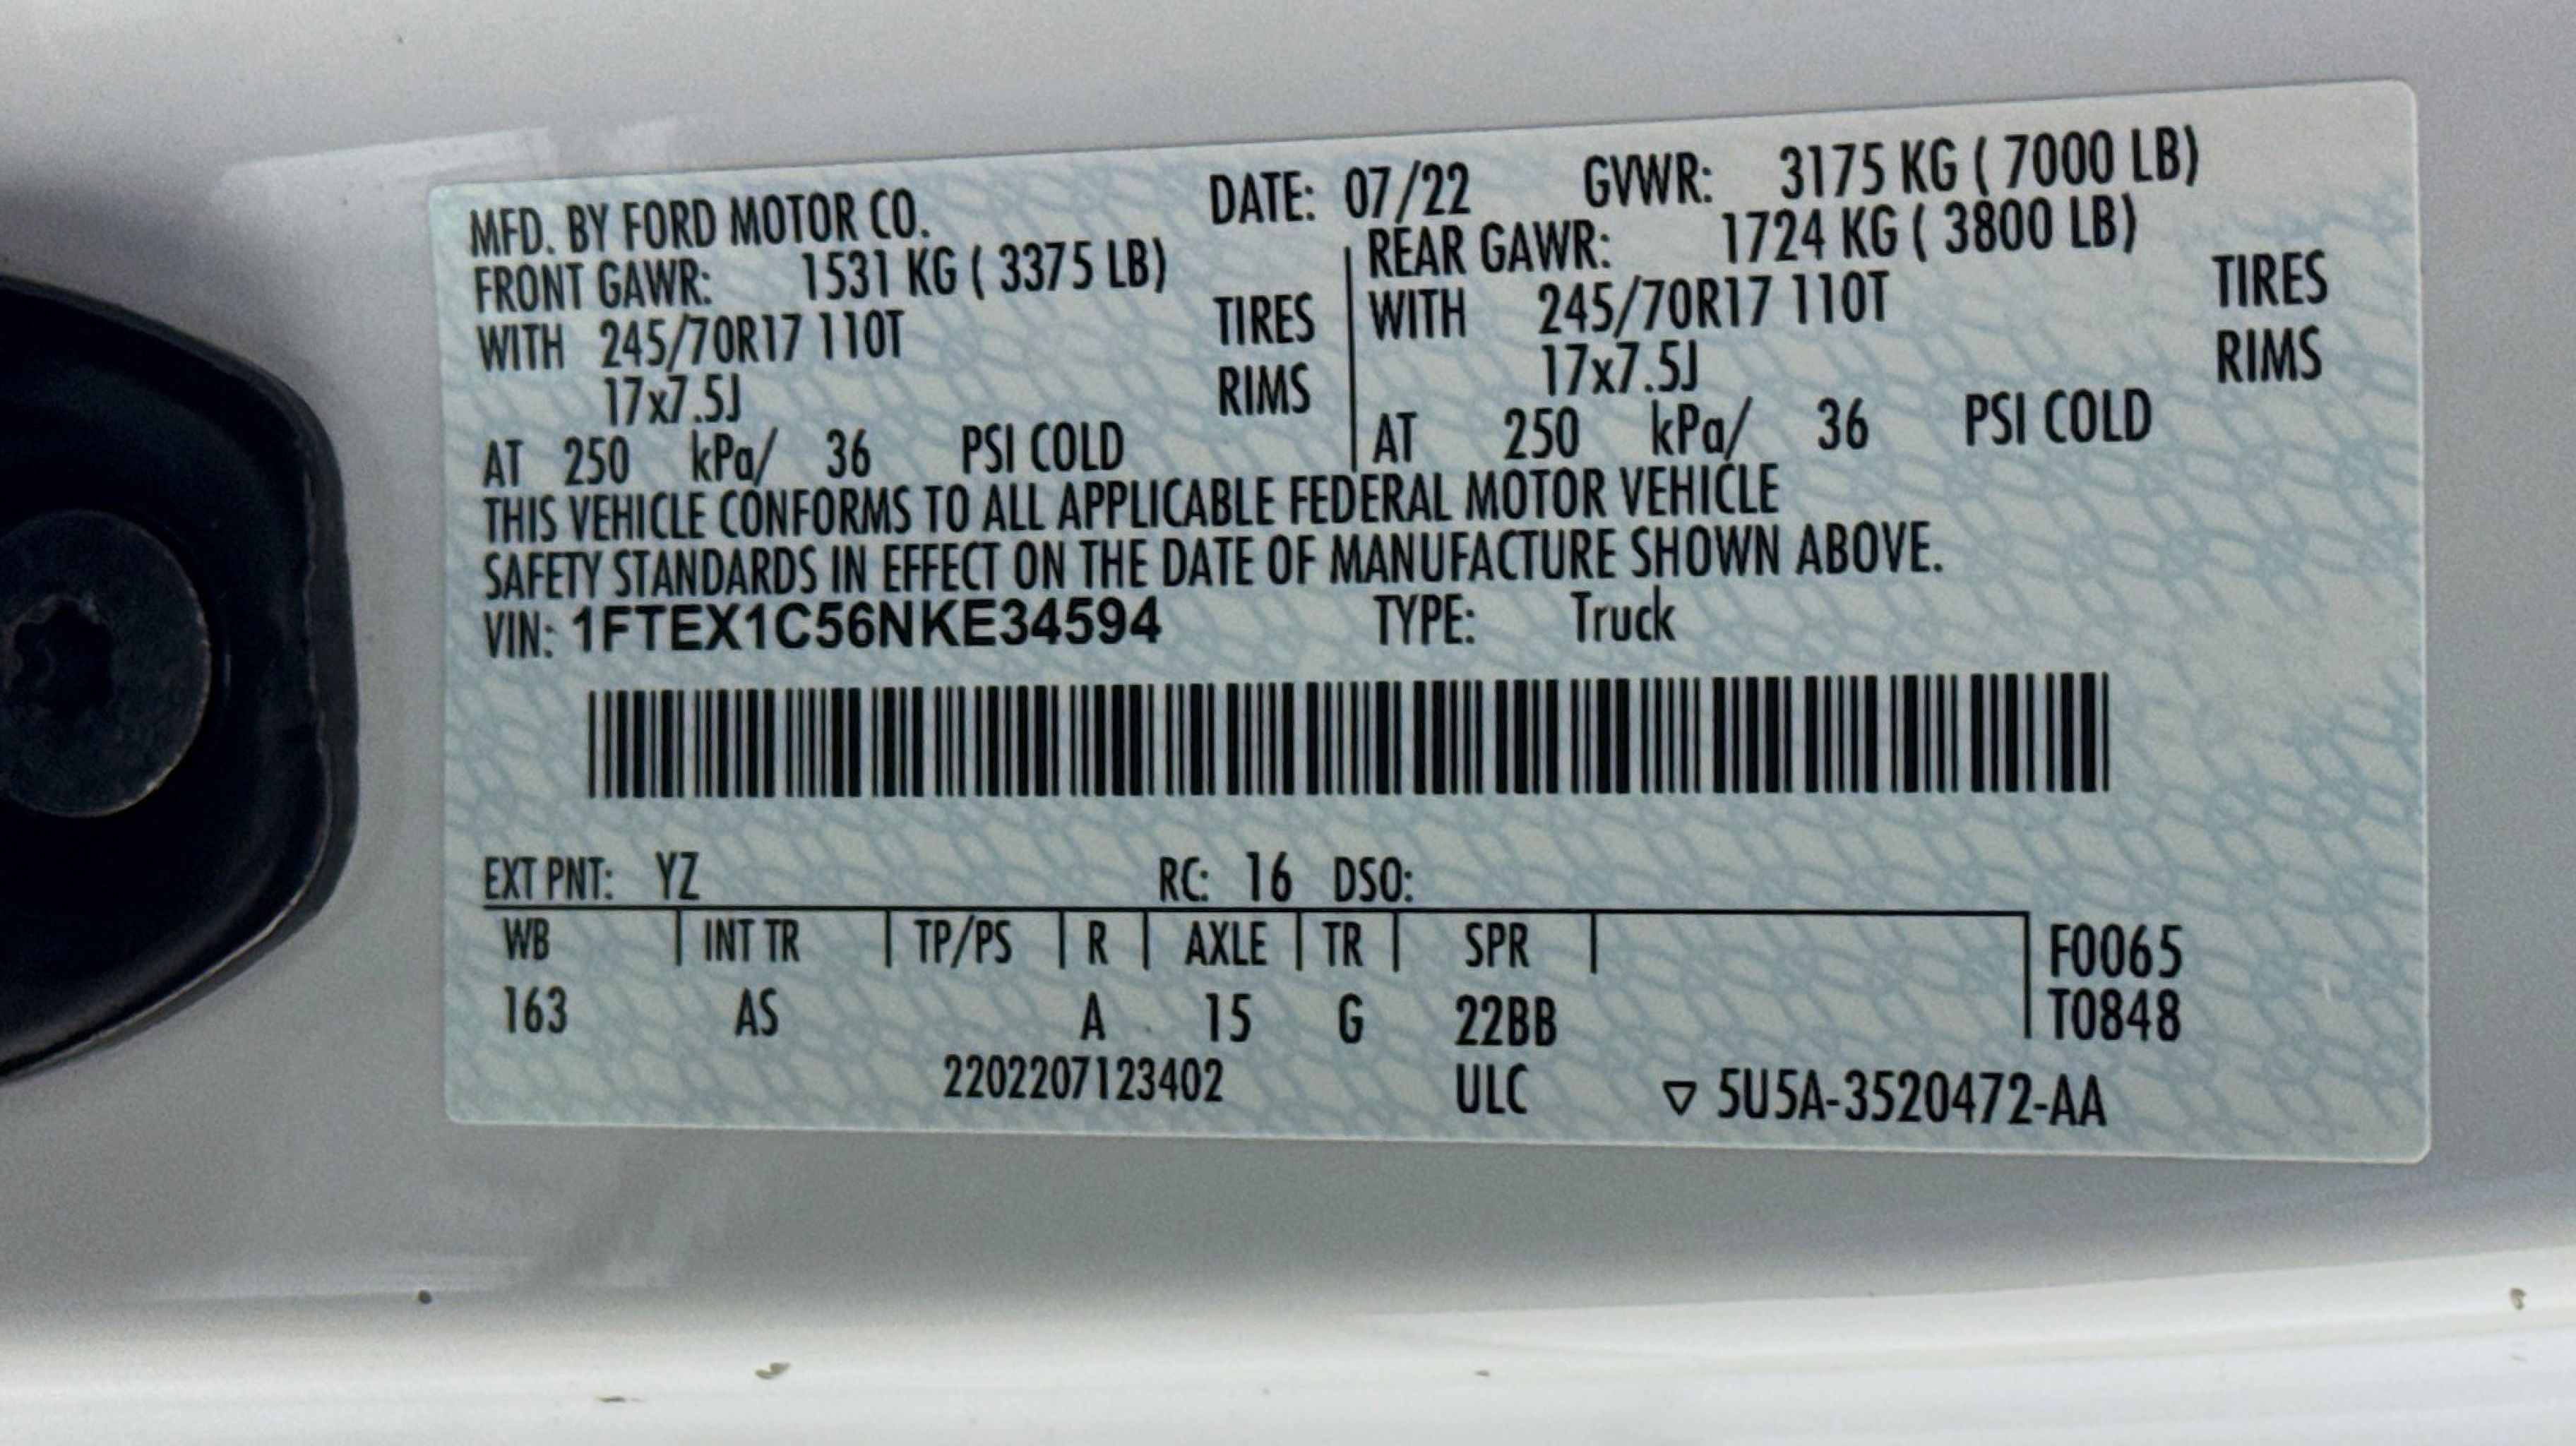 MFD. BY FORD MOTOR CO. DATE: 07/22 GVWR: 3175 KG ( 7000 LB)
FRONT GAWR: 1531 KG ( 3375 LB) REAR GAWR: 1724 KG ( 3800 LB)
WITH 245/70R17 110T TIRES WITH 245/70R17 110T TIRES
17x7.5J RIMS 17x7.5J RIMS
AT 250 kPa/ 36 PSI COLD AT 250 kPa/ 36 PSI COLD
THIS VEHICLE CONFORMS TO ALL APPLICABLE FEDERAL MOTOR VEHICLE
SAFETY STANDARDS IN EFFECT ON THE DATE OF MANUFACTURE SHOWN ABOVE.
VIN: 1FTEX1C56NKE34594 TYPE: Truck
EXT PNT: YZ RC: 16 DSO:
WB INT TR TP/PS R AXLE TR SPR F0065
163 AS A 15 G 22BB T0848
2202207123402 ULC ▽ 5U5A-3520472-AA